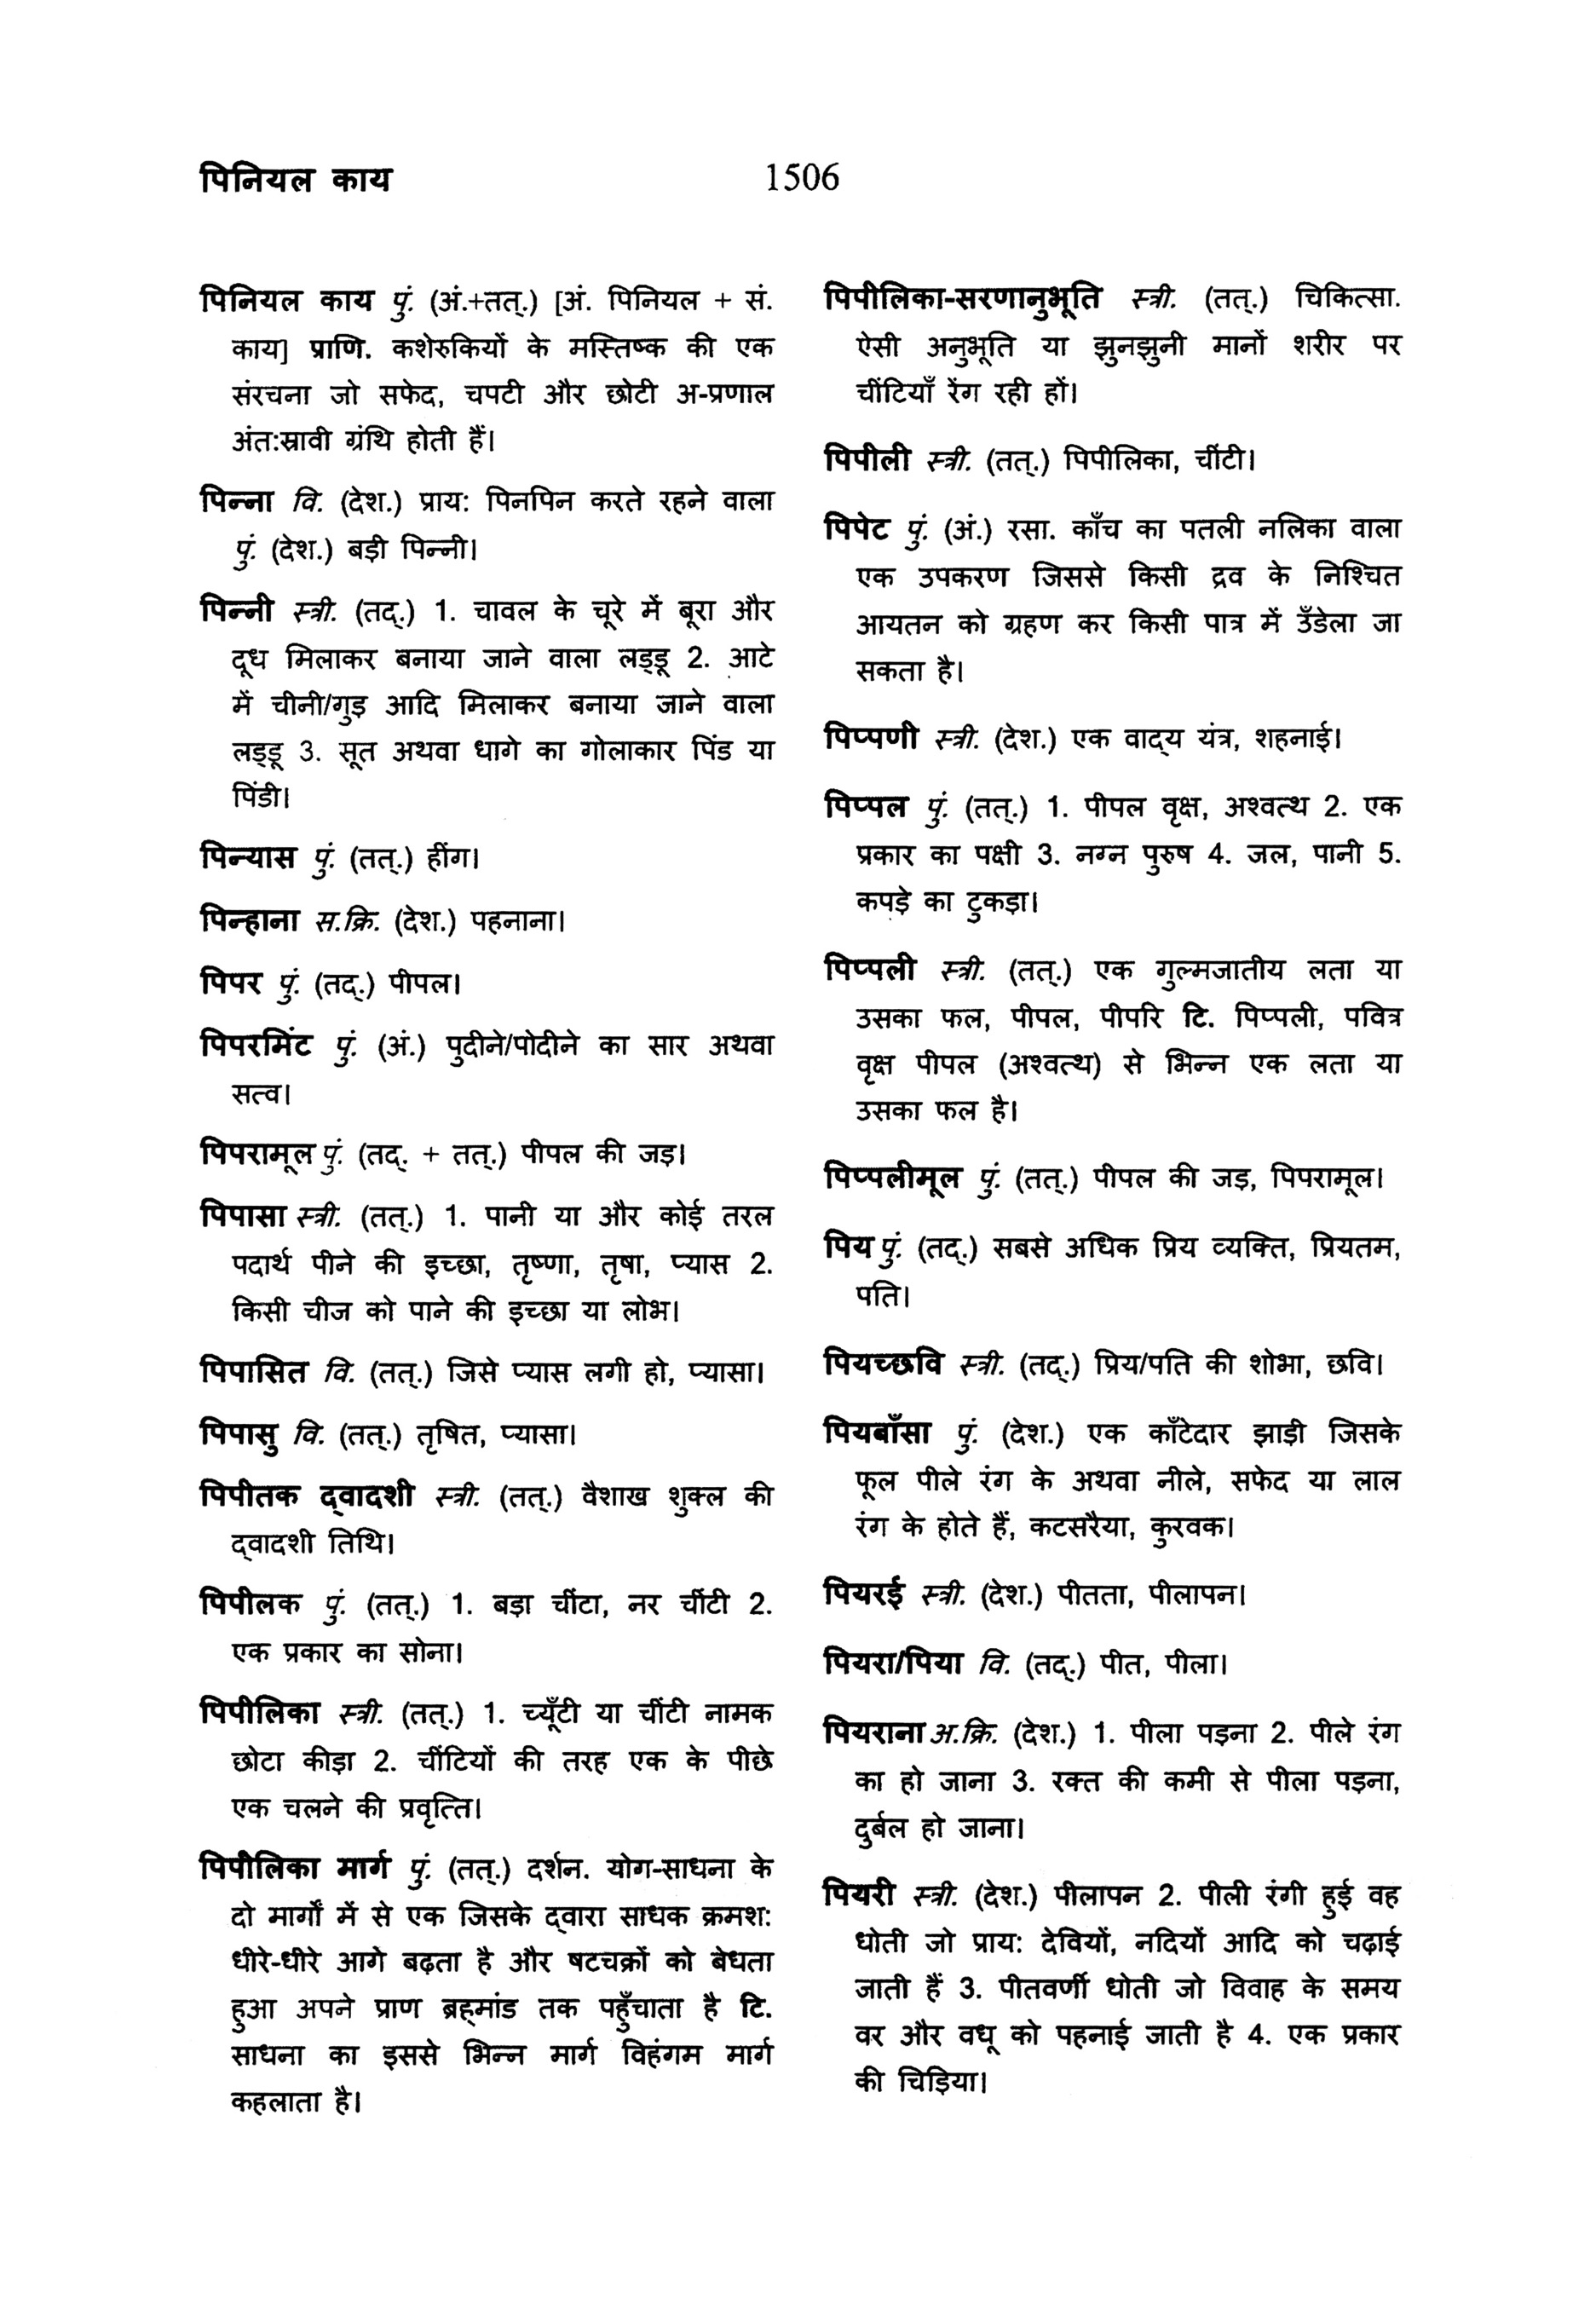 पिनियल काय
1506
पिनियल काय पुं. (अं.+तत्.) [अं. पिनियल + सं.
काय] प्राणि. कशेरुकियों के मस्तिष्क की एक
संरचना जो सफेद, चपटी और छोटी अ-प्रणाल
अंत:स्रावी ग्रंथि होती हैं।
पिन्ना वि. (देश.) प्राय: पिनपिन करते रहने वाला
पुं. (देश.) बड़ी पिन्नी।
पिन्नी स्त्री. (तद्.) 1. चावल के चूरे में बूरा और
दूध मिलाकर बनाया जाने वाला लड्डू 2. आटे
में चीनी/गुड़ आदि मिलाकर बनाया जाने वाला
लड्डू 3. सूत अथवा धागे का गोलाकार पिंड या
पिंडी।
पिन्यास पुं. (तत्.) हींग।
पिन्हाना स.क्रि. (देश.) पहनाना।
पिपर पुं. (तद्.) पीपल।
पिपरमिंट पुं. (अं.) पुदीने/पोदीने का सार अथवा
सत्व।
पिपरामूल पुं. (तद्. + तत्.) पीपल की जड़।
पिपासा स्त्री. (तत्.) 1. पानी या और कोई तरल
पदार्थ पीने की इच्छा, तृष्णा, तृषा, प्यास 2.
किसी चीज को पाने की इच्छा या लोभ।
पिपासित वि. (तत्.) जिसे प्यास लगी हो, प्यासा।
पिपासु वि. (तत्.) तृषित, प्यासा।
पिपीतक द्वादशी स्त्री. (तत्.) वैशाख शुक्ल की
द्वादशी तिथि।
पिपीलक पुं. (तत्.) 1. बड़ा चींटा, नर चींटी 2.
एक प्रकार का सोना।
पिपीलिका स्त्री. (तत्.) 1. च्यूँटी या चींटी नामक
छोटा कीड़ा 2. चींटियों की तरह एक के पीछे
एक चलने की प्रवृत्ति।
पिपीलिका मार्ग पुं. (तत्.) दर्शन. योग-साधना के
दो मार्गों में से एक जिसके द्वारा साधक क्रमश:
धीरे-धीरे आगे बढ़ता है और षटचक्रों को बेधता
हुआ अपने प्राण ब्रह्मांड तक पहुँचाता है टि.
साधना का इससे भिन्न मार्ग विहंगम मार्ग
कहलाता है।
पिपीलिका-सरणानुभूति स्त्री. (तत्.) चिकित्सा.
ऐसी अनुभूति या झुनझुनी मानों शरीर पर
चींटियाँ रेंग रही हों।
पिपीली स्त्री. (तत्.) पिपीलिका, चींटी।
पिपेट पुं. (अं.) रसा. काँच का पतली नलिका वाला
एक उपकरण जिससे किसी द्रव के निश्चित
आयतन को ग्रहण कर किसी पात्र में उँडेला जा
सकता है।
पिप्पणी स्त्री. (देश.) एक वाद्य यंत्र, शहनाई।
पिप्पल पुं. (तत्.) 1. पीपल वृक्ष, अश्वत्थ 2. एक
प्रकार का पक्षी 3. नग्न पुरुष 4. जल, पानी 5.
कपड़े का टुकड़ा।
पिप्पली स्त्री. (तत्.) एक गुल्मजातीय लता या
उसका फल, पीपल, पीपरि टि. पिप्पली, पवित्र
वृक्ष पीपल (अश्वत्थ) से भिन्न एक लता या
उसका फल है।
पिप्पलीमूल पुं. (तत्.) पीपल की जड़, पिपरामूल।
पिय पुं. (तद्.) सबसे अधिक प्रिय व्यक्ति, प्रियतम,
पति।
पियच्छवि स्त्री. (तद्.) प्रिय/पति की शोभा, छवि।
पियबाँसा पुं. (देश.) एक काँटेदार झाड़ी जिसके
फूल पीले रंग के अथवा नीले, सफेद या लाल
रंग के होते हैं, कटसरैया, कुरवक।
पियरई स्त्री. (देश.) पीतता, पीलापन।
पियरा/पिया वि. (तद्.) पीत, पीला।
पियराना अ.क्रि. (देश.) 1. पीला पड़ना 2. पीले रंग
का हो जाना 3. रक्त की कमी से पीला पड़ना,
दुर्बल हो जाना।
पियरी स्त्री. (देश.) पीलापन 2. पीली रंगी हुई वह
धोती जो प्राय: देवियों, नदियों आदि को चढ़ाई
जाती हैं 3. पीतवर्णी धोती जो विवाह के समय
वर और वधू को पहनाई जाती है 4. एक प्रकार
की चिड़िया।